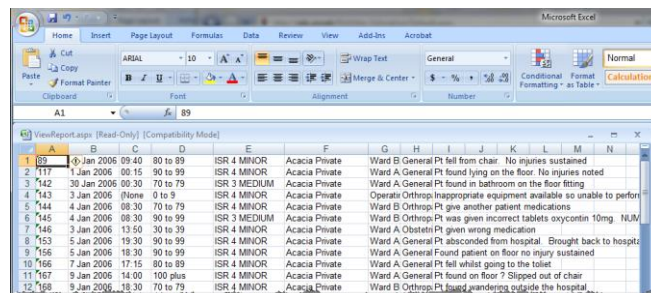 Microsoft Excel
Home Insert Page Layout Formulas Data Review View Add-Ins Acrobat
Cut ARIAL 10 A A Wrap Text General Normal
Copy
Paste Format Painter B I U A Merge & Center $ % , .0 .00 Conditional Formatting Format as Table Calculation
Clipboard Font Alignment Number
A1 fx 89
ViewReport.aspx [Read-Only] [Compatibility Mode]
A B C D E F G H I J K L M N
1 89 Jan 2006 09:40 80 to 89 ISR 4 MINOR Acacia Private Ward B General Pt fell from chair. No injuries sustained
2 117 1 Jan 2006 00:15 90 to 99 ISR 4 MINOR Acacia Private Ward B General Pt found lying on the floor. No injuries noted
3 142 30 Jan 2006 00:30 70 to 79 ISR 3 MEDIUM Acacia Private Ward A General Pt found in bathroom on the floor fitting
4 143 3 Jan 2006 (None 0 to 9 ISR 4 MINOR Acacia Private Operatin Orthropa Inappropriate equipment available so unable to perform
5 144 4 Jan 2006 08:30 70 to 79 ISR 4 MINOR Acacia Private Ward B Orthropa Pt give another patient medications
6 145 4 Jan 2006 08:30 90 to 99 ISR 3 MEDIUM Acacia Private Ward B Orthropa Pt was given incorrect tablets oxycontin 10mg. NUM
7 146 3 Jan 2006 13:50 30 to 39 ISR 4 MINOR Acacia Private Ward A Obstetri Pt given wrong medication
8 153 5 Jan 2006 19:30 90 to 99 ISR 4 MINOR Acacia Private Ward A General Pt absconded from hospital. Brought back to hospita
9 156 5 Jan 2006 18:30 90 to 99 ISR 4 MINOR Acacia Private Ward A General Found patient on floor no injury sustained
10 166 7 Jan 2006 17:15 80 to 89 ISR 4 MINOR Acacia Private Ward A General Pt fell whilst going to the toliet
11 167 9 Jan 2006 14:00 100 plus ISR 4 MINOR Acacia Private Ward A General Pt found on floor ? Slipped out of chair
12 168 9 Jan 2006 18:30 70 to 79 ISR 4 MINOR Acacia Private Ward B Orthropa Pt found wandering outside the hospital